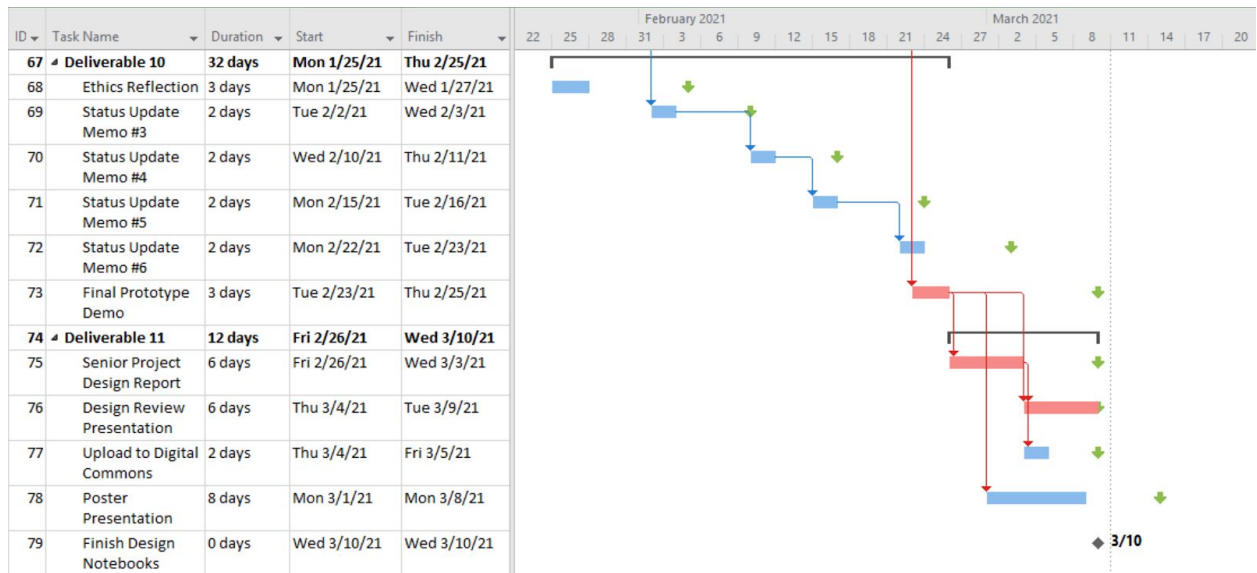 February 2021 March 2021
ID Task Name Duration Start Finish 22 25 28 31 3 6 9 12 15 18 21 24 27 2 5 8 11 14 17 20
67 Deliverable 10 32 days Mon 1/25/21 Thu 2/25/21
68 Ethics Reflection 3 days Mon 1/25/21 Wed 1/27/21
69 Status Update 2 days Tue 2/2/21 Wed 2/3/21
Memo #3
70 Status Update 2 days Wed 2/10/21 Thu 2/11/21
Memo #4
71 Status Update 2 days Mon 2/15/21 Tue 2/16/21
Memo #5
72 Status Update 2 days Mon 2/22/21 Tue 2/23/21
Memo #6
73 Final Prototype 3 days Tue 2/23/21 Thu 2/25/21
Demo
74 Deliverable 11 12 days Fri 2/26/21 Wed 3/10/21
75 Senior Project 6 days Fri 2/26/21 Wed 3/3/21
Design Report
76 Design Review 6 days Thu 3/4/21 Tue 3/9/21
Presentation
77 Upload to Digital 2 days Thu 3/4/21 Fri 3/5/21
Commons
78 Poster 8 days Mon 3/1/21 Mon 3/8/21
Presentation
79 Finish Design 0 days Wed 3/10/21 Wed 3/10/21 3/10
Notebooks